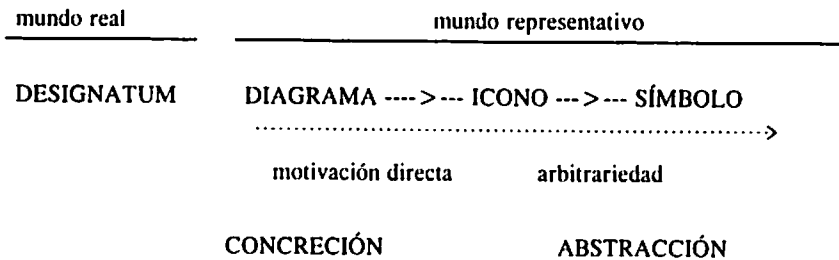 mundo real mundo representativo
DESIGNATUM DIAGRAMA ---->--- ICONO --->--- SÍMBOLO
motivación directa arbitrariedad
CONCRECIÓN ABSTRACCIÓN